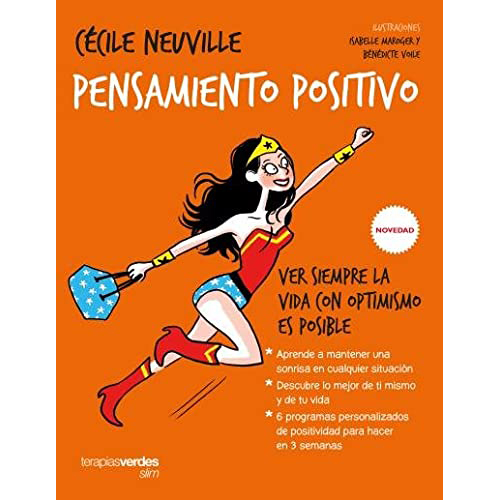 CÉCILE NEUVILLE
ILUSTRACIONES
ISABELLE MAROGER Y
BÉNÉDICTE VOILE
PENSAMIENTO POSITIVO
NOVEDAD
VER SIEMPRE LA
VIDA CON OPTIMISMO
ES POSIBLE
* Aprende a mantener una
sonrisa en cualquier situación
* Descubre lo mejor de ti mismo
y de tu vida
* 6 programas personalizados
de positividad para hacer
en 3 semanas
terapiasverdes
slim